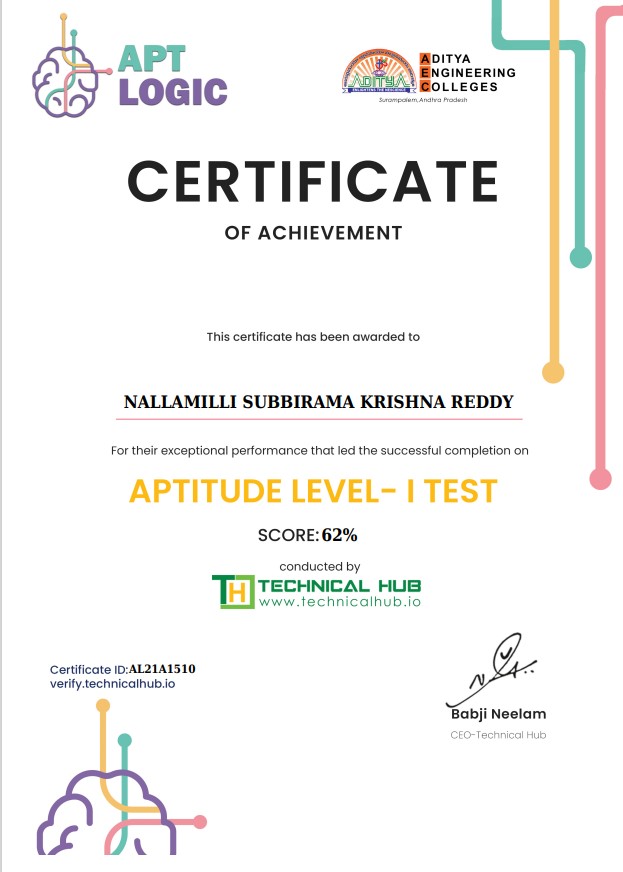 APT
LOGIC
ADITYA
ADITYA
ENGINEERING
COLLEGES
Surampalem, Andhra Pradesh
CERTIFICATE
OF ACHIEVEMENT
This certificate has been awarded to
NALLAMILLI SUBBIRAMA KRISHNA REDDY
For their exceptional performance that led the successful completion on
APTITUDE LEVEL- I TEST
SCORE: 62%
conducted by
TH TECHNICAL HUB
www.technicalhub.io
Certificate ID: AL21A1510
verify.technicalhub.io
Babji Neelam
CEO-Technical Hub